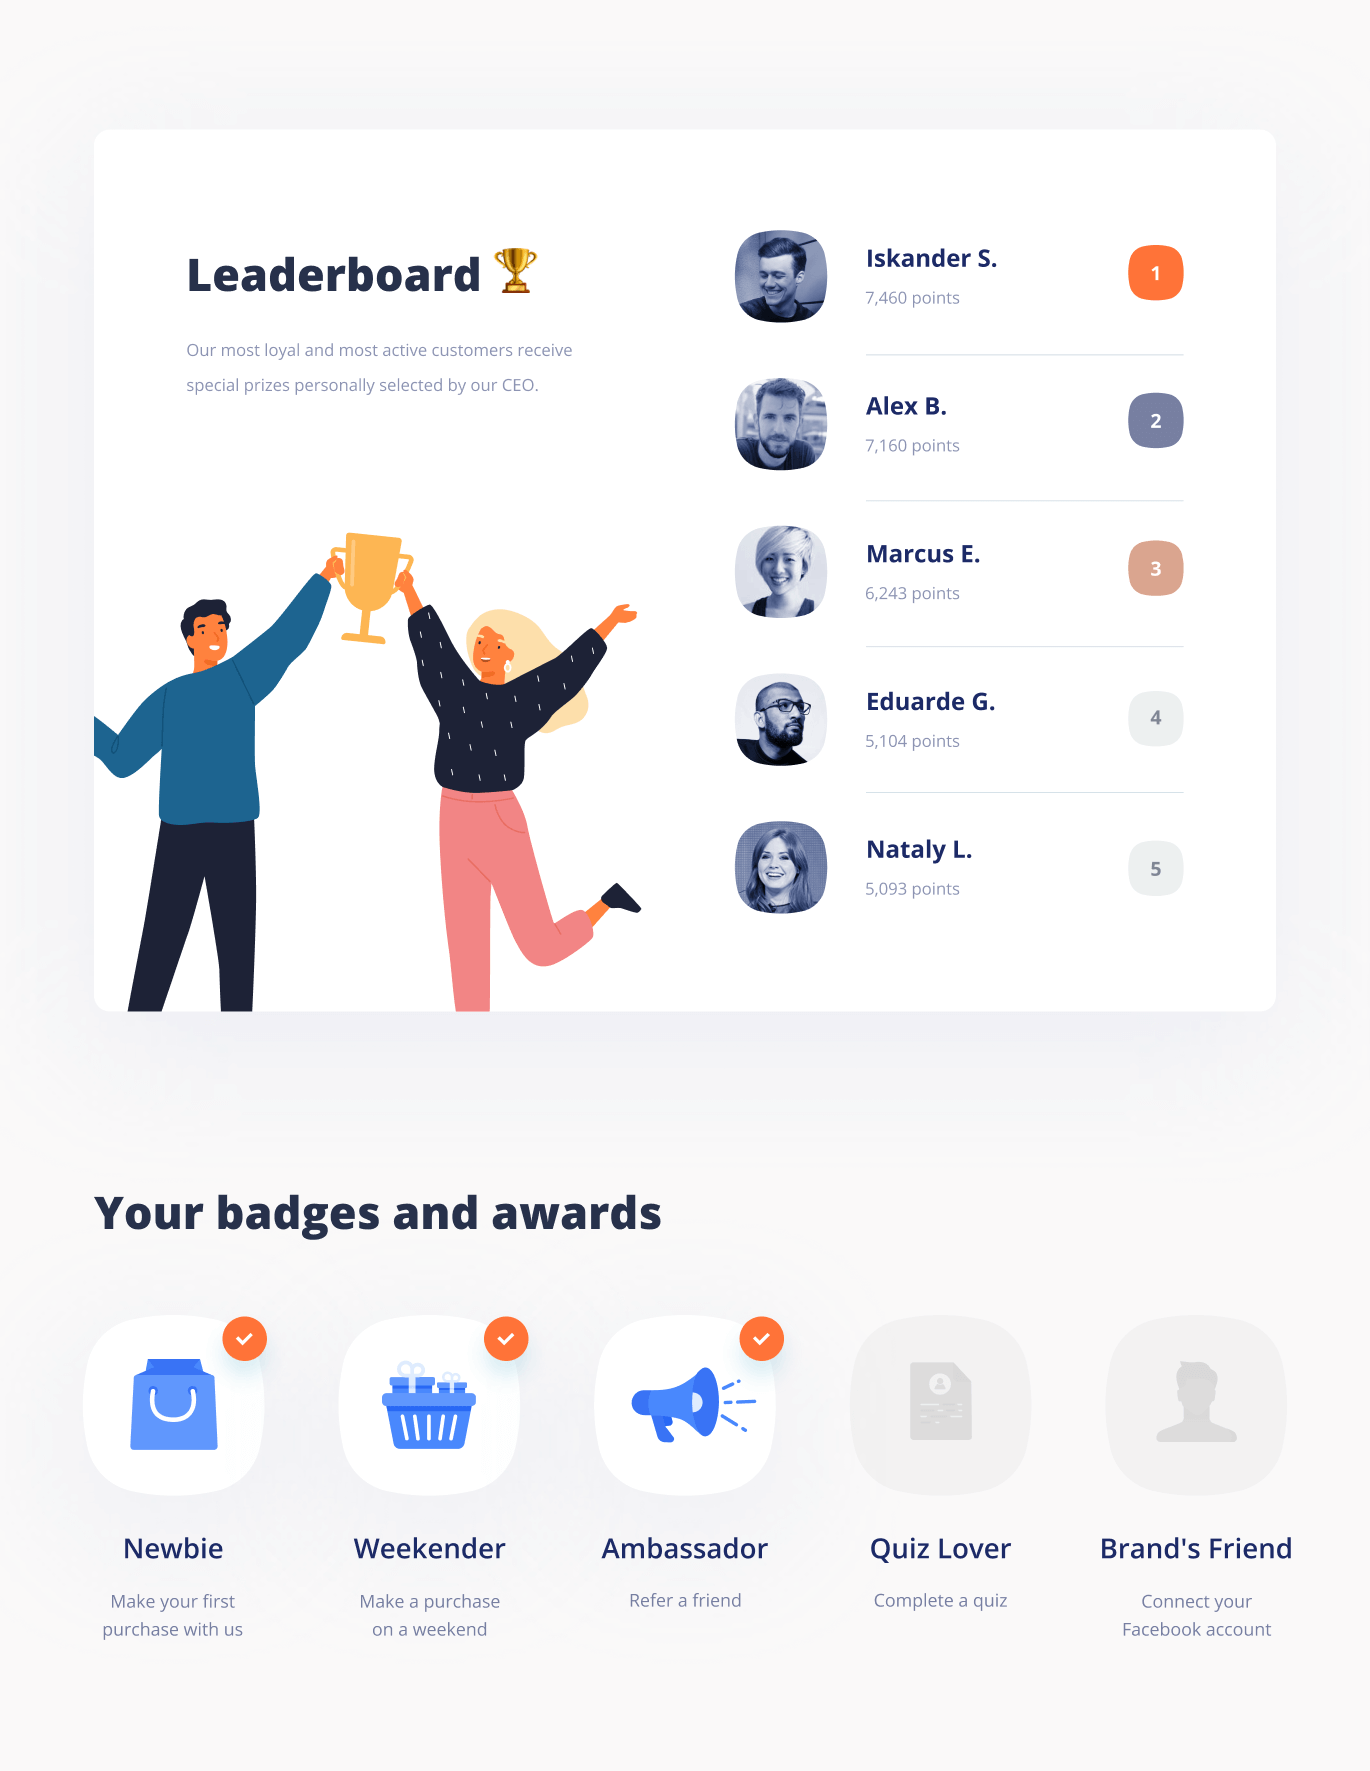 Leaderboard 🏆
Our most loyal and most active customers receive
special prizes personally selected by our CEO.
Iskander S.
7,460 points
1
Alex B.
7,160 points
2
Marcus E.
6,243 points
3
Eduarde G.
5,104 points
4
Nataly L.
5,093 points
5
Your badges and awards
Newbie
Make your first
purchase with us
Weekender
Make a purchase
on a weekend
Ambassador
Refer a friend
Quiz Lover
Complete a quiz
Brand's Friend
Connect your
Facebook account